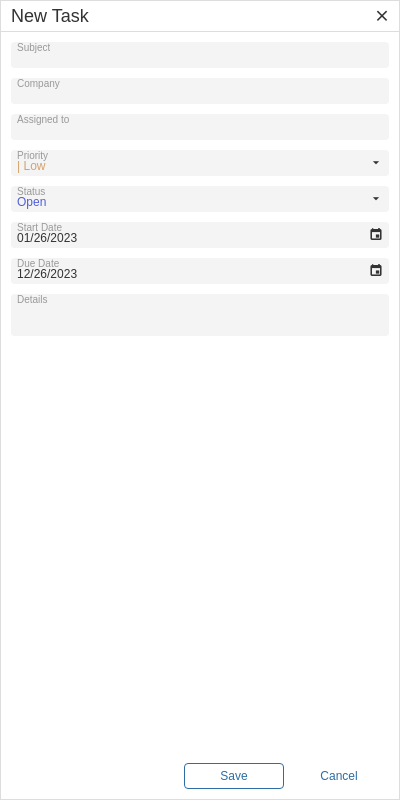 New Task
Subject
Company
Assigned to
Priority
| Low
Status
Open
Start Date
01/26/2023
Due Date
12/26/2023
Details
Save
Cancel